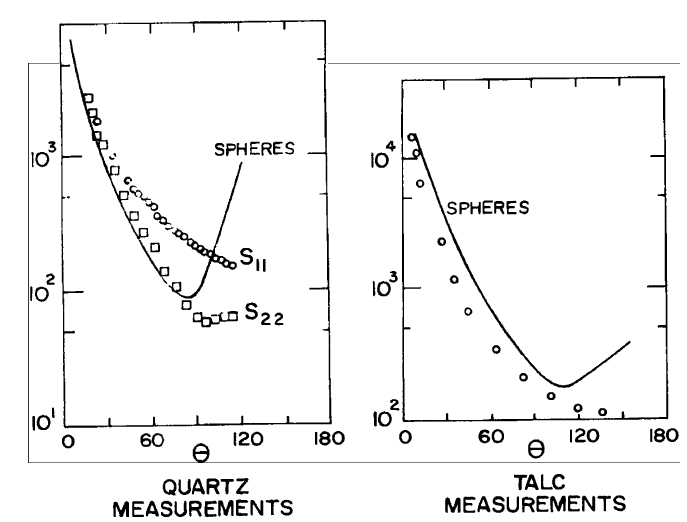 10³
10²
10¹
0 60 120 180
θ
SPHERES
S₁₁
S₂₂
QUARTZ
MEASUREMENTS
10⁴
10³
10²
0 60 120 180
θ
SPHERES
TALC
MEASUREMENTS